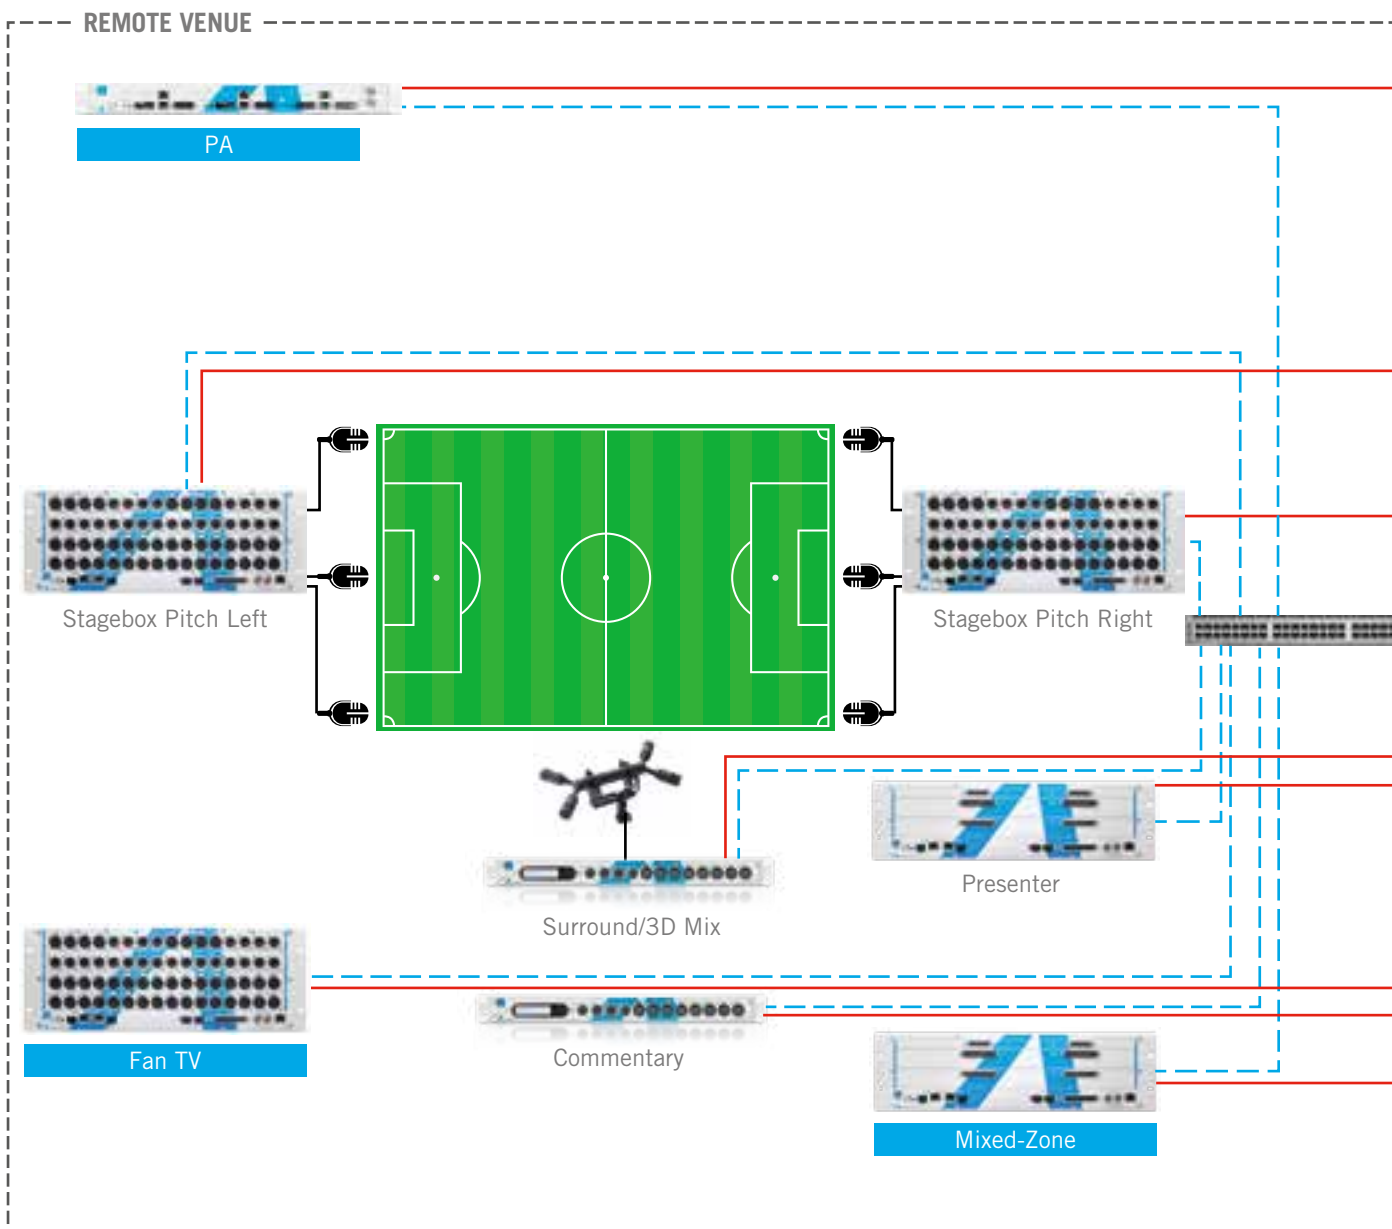 REMOTE VENUE
PA
Stagebox Pitch Left
Stagebox Pitch Right
Presenter
Surround/3D Mix
Fan TV
Commentary
Mixed-Zone